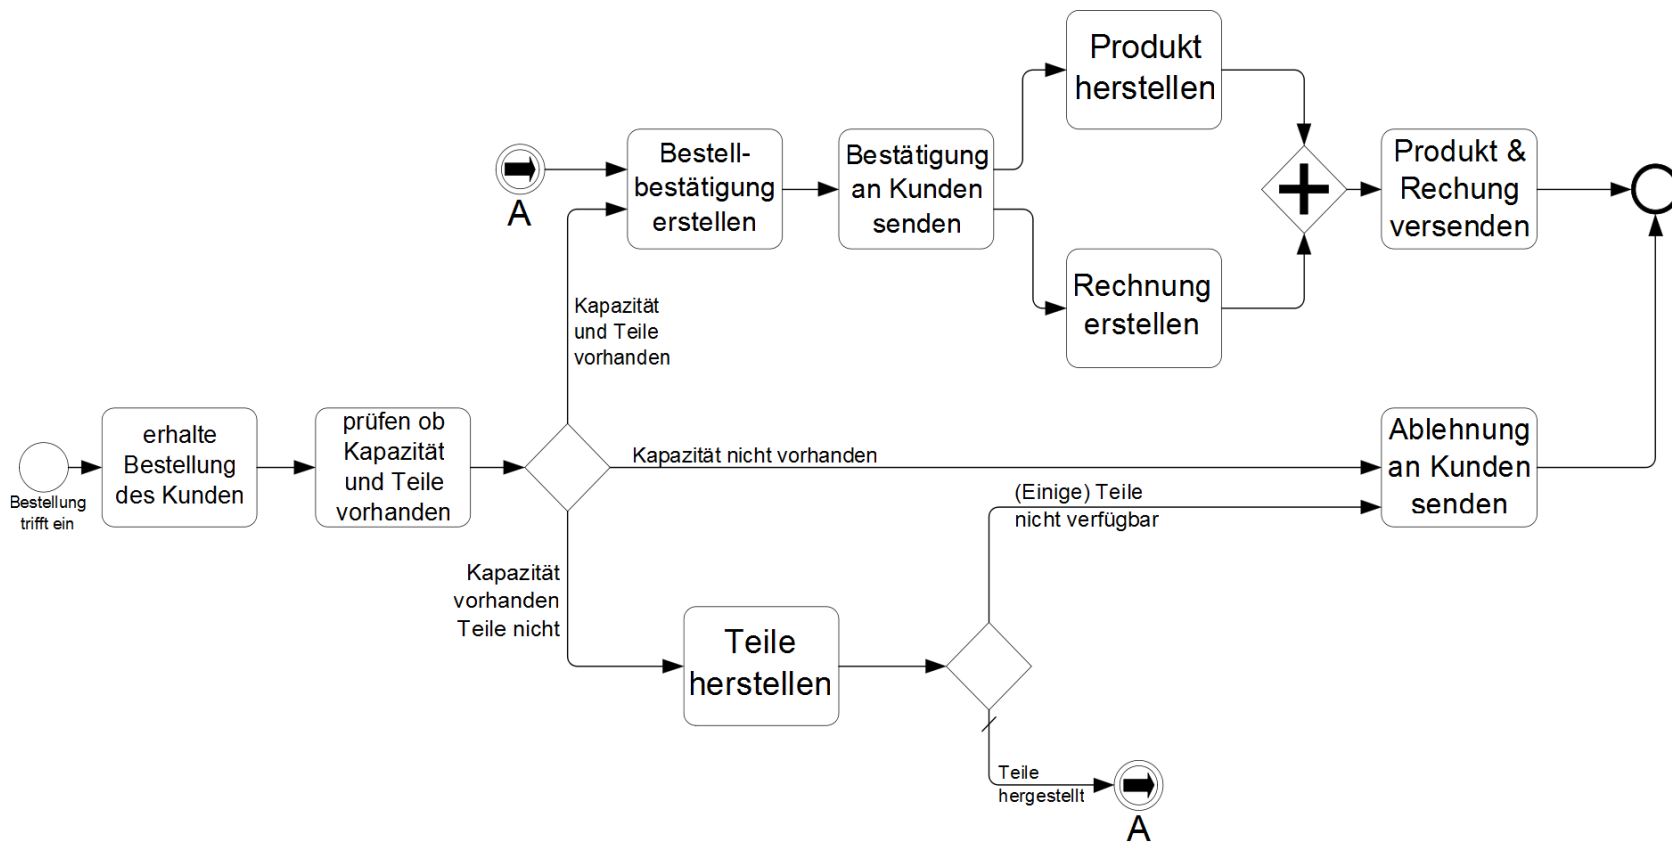 Produkt
herstellen
Bestell-
bestätigung
erstellen
Bestätigung
an Kunden
senden
Produkt &
Rechung
versenden
A
Rechnung
erstellen
Kapazität
und Teile
vorhanden
erhalte
Bestellung
des Kunden
prüfen ob
Kapazität
und Teile
vorhanden
Kapazität nicht vorhanden
Ablehnung
an Kunden
senden
Bestellung
trifft ein
(Einige) Teile
nicht verfügbar
Kapazität
vorhanden
Teile nicht
Teile
herstellen
Teile
hergestellt
A